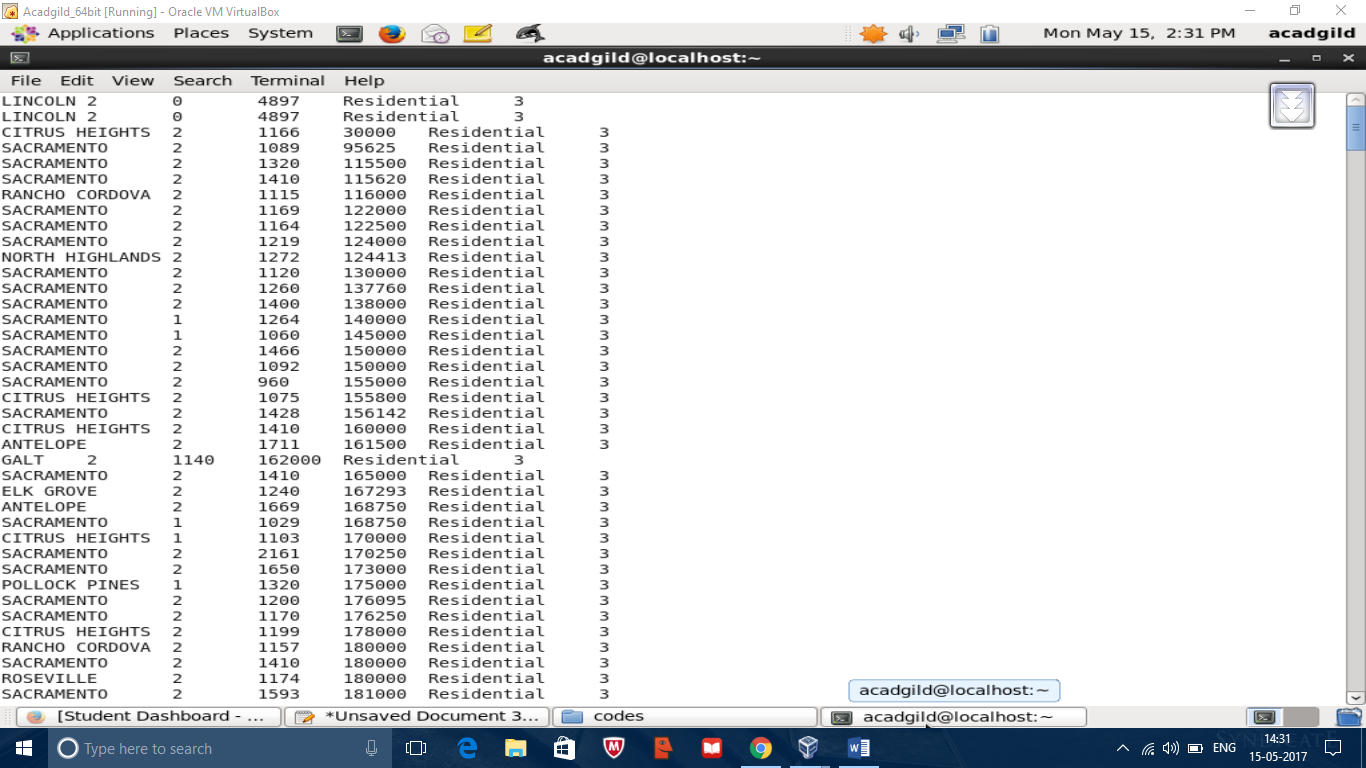 Acadgild_64bit [Running] - Oracle VM VirtualBox
Applications Places System Mon May 15, 2:31 PM acadgild
acadgild@localhost:~
File Edit View Search Terminal Help
LINCOLN 2 0 4897 Residential 3
LINCOLN 2 0 4897 Residential 3
CITRUS HEIGHTS 2 1166 30000 Residential 3
SACRAMENTO 2 1089 95625 Residential 3
SACRAMENTO 2 1320 115500 Residential 3
SACRAMENTO 2 1410 115620 Residential 3
RANCHO CORDOVA 2 1115 116000 Residential 3
SACRAMENTO 2 1169 122000 Residential 3
SACRAMENTO 2 1164 122500 Residential 3
SACRAMENTO 2 1219 124000 Residential 3
NORTH HIGHLANDS 2 1272 124413 Residential 3
SACRAMENTO 2 1120 130000 Residential 3
SACRAMENTO 2 1260 137760 Residential 3
SACRAMENTO 2 1400 138000 Residential 3
SACRAMENTO 1 1264 140000 Residential 3
SACRAMENTO 1 1060 145000 Residential 3
SACRAMENTO 2 1466 150000 Residential 3
SACRAMENTO 2 1092 150000 Residential 3
SACRAMENTO 2 960 155000 Residential 3
CITRUS HEIGHTS 2 1075 155800 Residential 3
SACRAMENTO 2 1428 156142 Residential 3
CITRUS HEIGHTS 2 1410 160000 Residential 3
ANTELOPE 2 1711 161500 Residential 3
GALT 2 1140 162000 Residential 3
SACRAMENTO 2 1410 165000 Residential 3
ELK GROVE 2 1240 167293 Residential 3
ANTELOPE 2 1669 168750 Residential 3
SACRAMENTO 1 1029 168750 Residential 3
CITRUS HEIGHTS 1 1103 170000 Residential 3
SACRAMENTO 2 2161 170250 Residential 3
SACRAMENTO 2 1650 173000 Residential 3
POLLOCK PINES 1 1320 175000 Residential 3
SACRAMENTO 2 1200 176095 Residential 3
SACRAMENTO 2 1170 176250 Residential 3
CITRUS HEIGHTS 2 1199 178000 Residential 3
RANCHO CORDOVA 2 1157 180000 Residential 3
SACRAMENTO 2 1410 180000 Residential 3
ROSEVILLE 2 1174 180000 Residential 3
SACRAMENTO 2 1593 181000 Residential 3
acadgild@localhost:~
[Student Dashboard - ... *Unsaved Document 3... codes acadgild@localhost:~
Type here to search ENG 14:31
15-05-2017